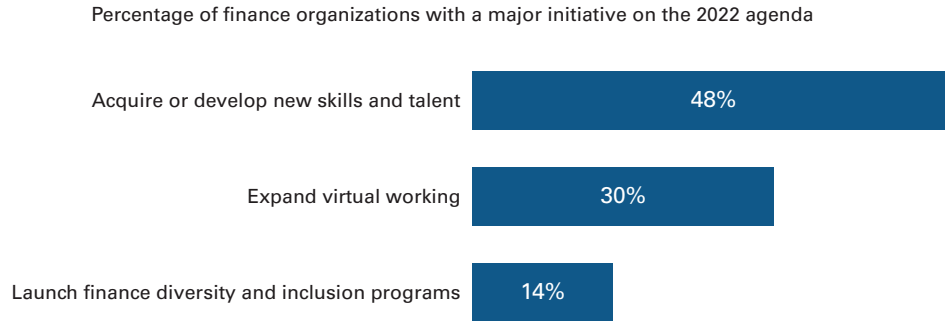 Percentage of finance organizations with a major initiative on the 2022 agenda
Acquire or develop new skills and talent 48%
Expand virtual working 30%
Launch finance diversity and inclusion programs 14%